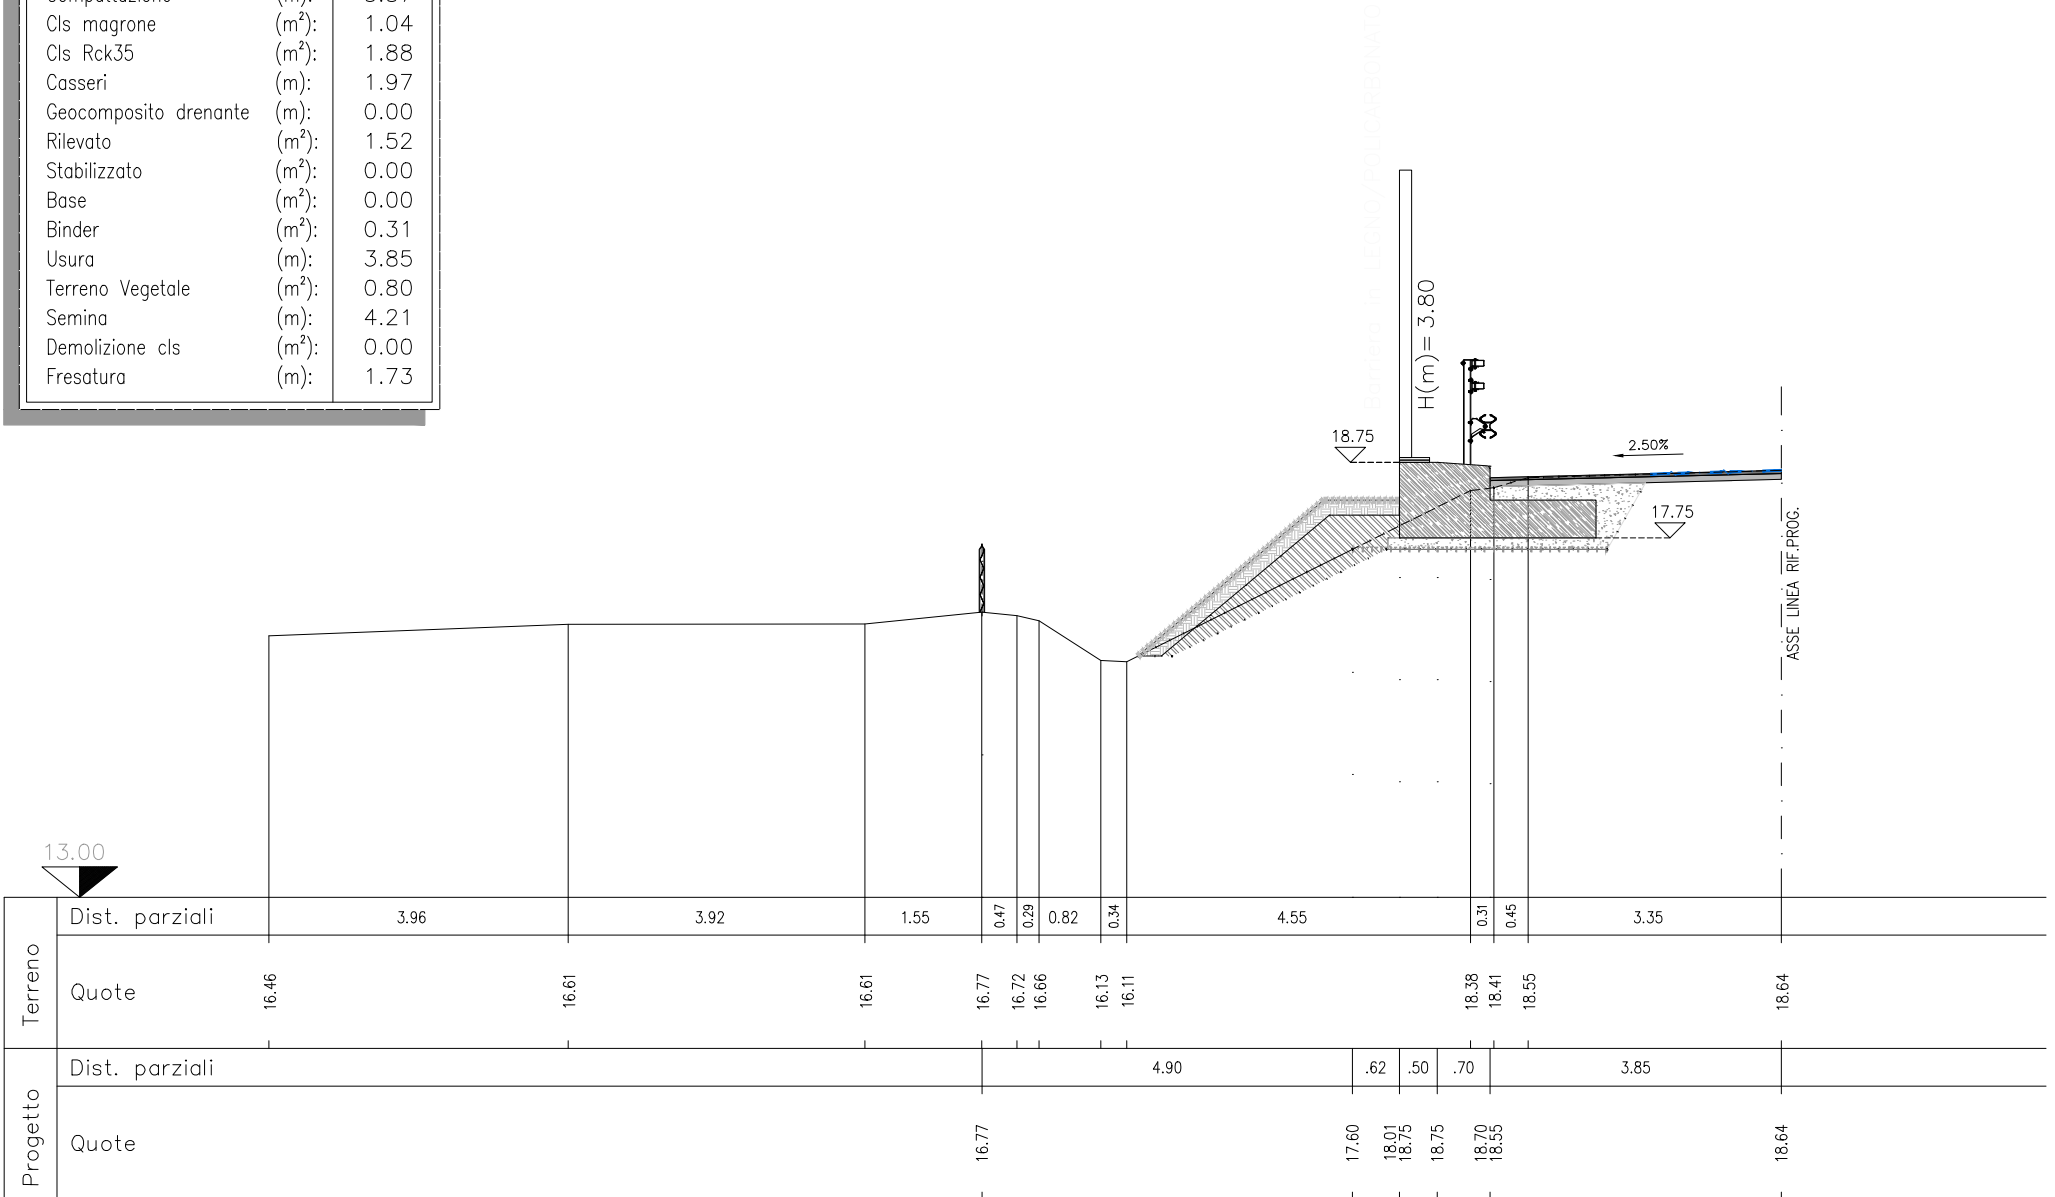 Cls magrone (m²): 1.04
Cls Rck35 (m²): 1.88
Casseri (m): 1.97
Geocomposito drenante (m): 0.00
Rilevato (m²): 1.52
Stabilizzato (m²): 0.00
Base (m²): 0.00
Binder (m²): 0.31
Usura (m): 3.85
Terreno Vegetale (m²): 0.80
Semina (m): 4.21
Demolizione cls (m²): 0.00
Fresatura (m): 1.73
H(m)= 3.80
18.75
2.50%
17.75
ASSE LINEA RIF.PROG.
13.00
Terreno
Dist. parziali 3.96 3.92 1.55 0.47 0.29 0.82 0.34 4.55 0.31 0.45 3.35
Quote 16.46 16.61 16.61 16.77 16.72 16.66 16.13 16.11 18.38 18.41 18.55 18.64
Progetto
Dist. parziali 4.90 .62 .50 .70 3.85
Quote 16.77 17.60 18.01 18.75 18.75 18.70 18.55 18.64